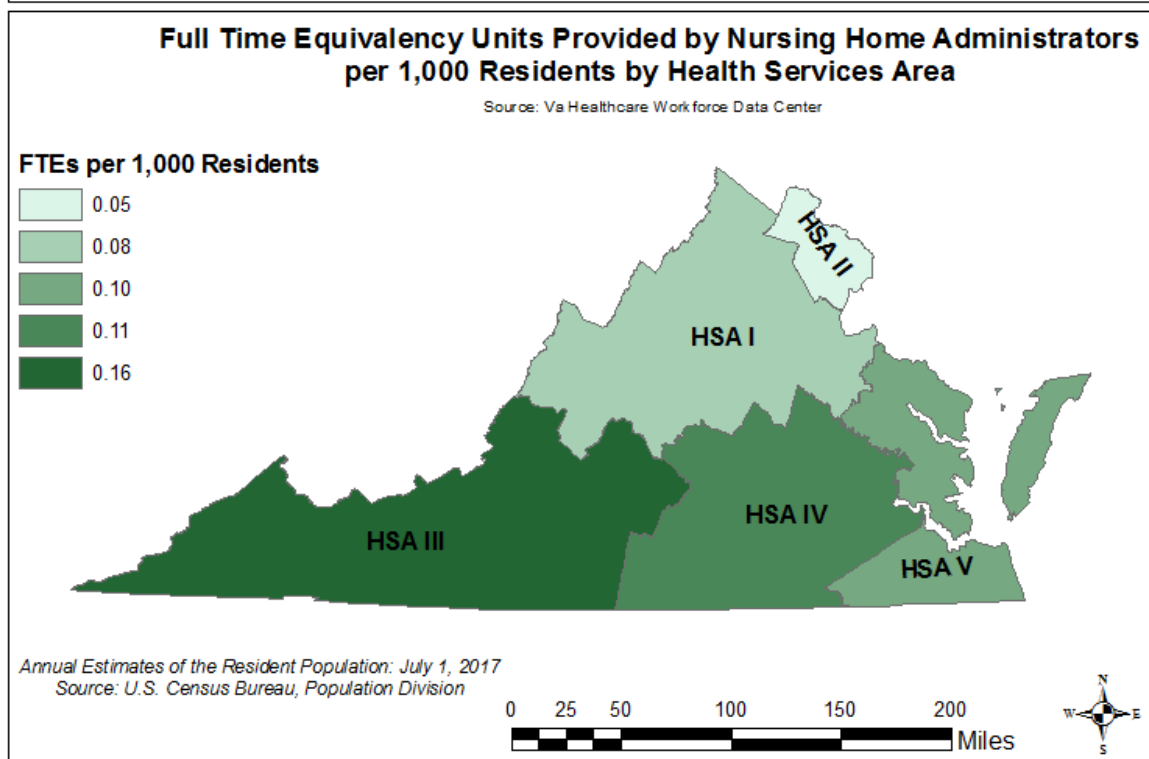 Full Time Equivalency Units Provided by Nursing Home Administrators
per 1,000 Residents by Health Services Area
Source: Va Healthcare Workforce Data Center
FTEs per 1,000 Residents
0.05
0.08
0.10
0.11
0.16
HSA II
HSA I
HSA IV
HSA III
HSA V
Annual Estimates of the Resident Population: July 1, 2017
Source: U.S. Census Bureau, Population Division
0 25 50 100 150 200
Miles
N
W E
S